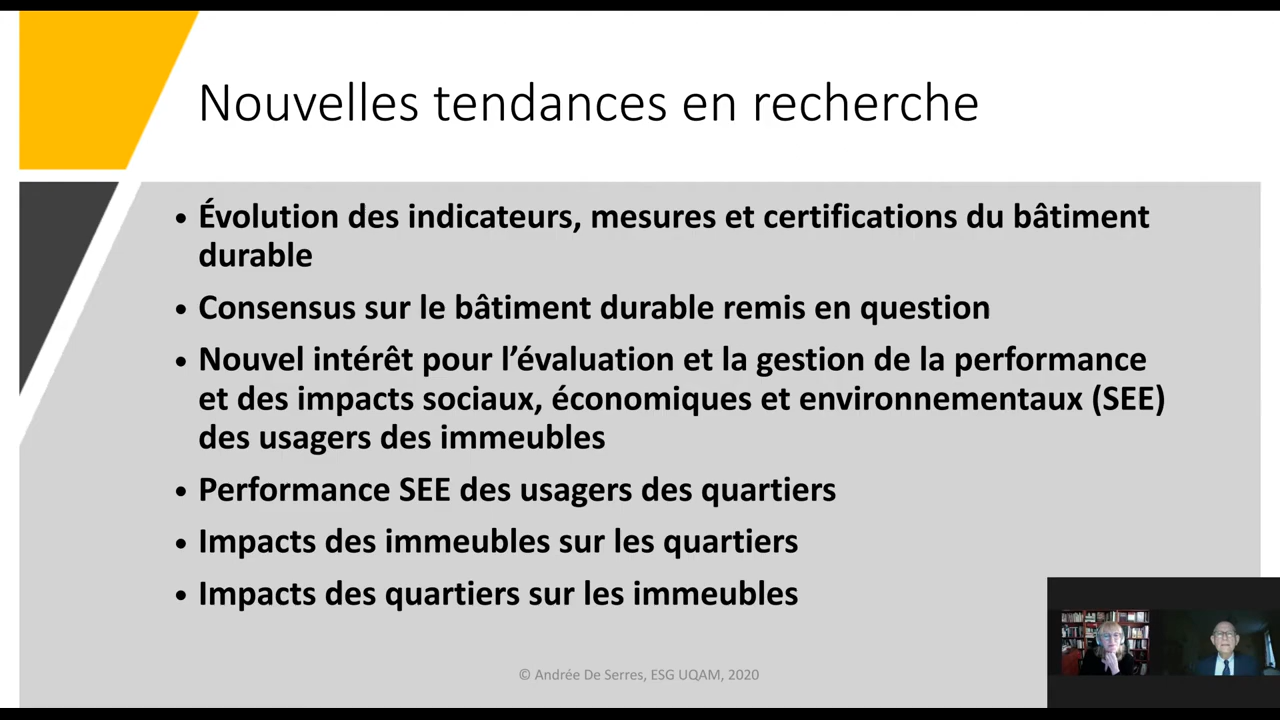 Nouvelles tendances en recherche
• Évolution des indicateurs, mesures et certifications du bâtiment
durable
• Consensus sur le bâtiment durable remis en question
• Nouvel intérêt pour l’évaluation et la gestion de la performance
et des impacts sociaux, économiques et environnementaux (SEE)
des usagers des immeubles
• Performance SEE des usagers des quartiers
• Impacts des immeubles sur les quartiers
• Impacts des quartiers sur les immeubles
© Andrée De Serres, ESG UQAM, 2020